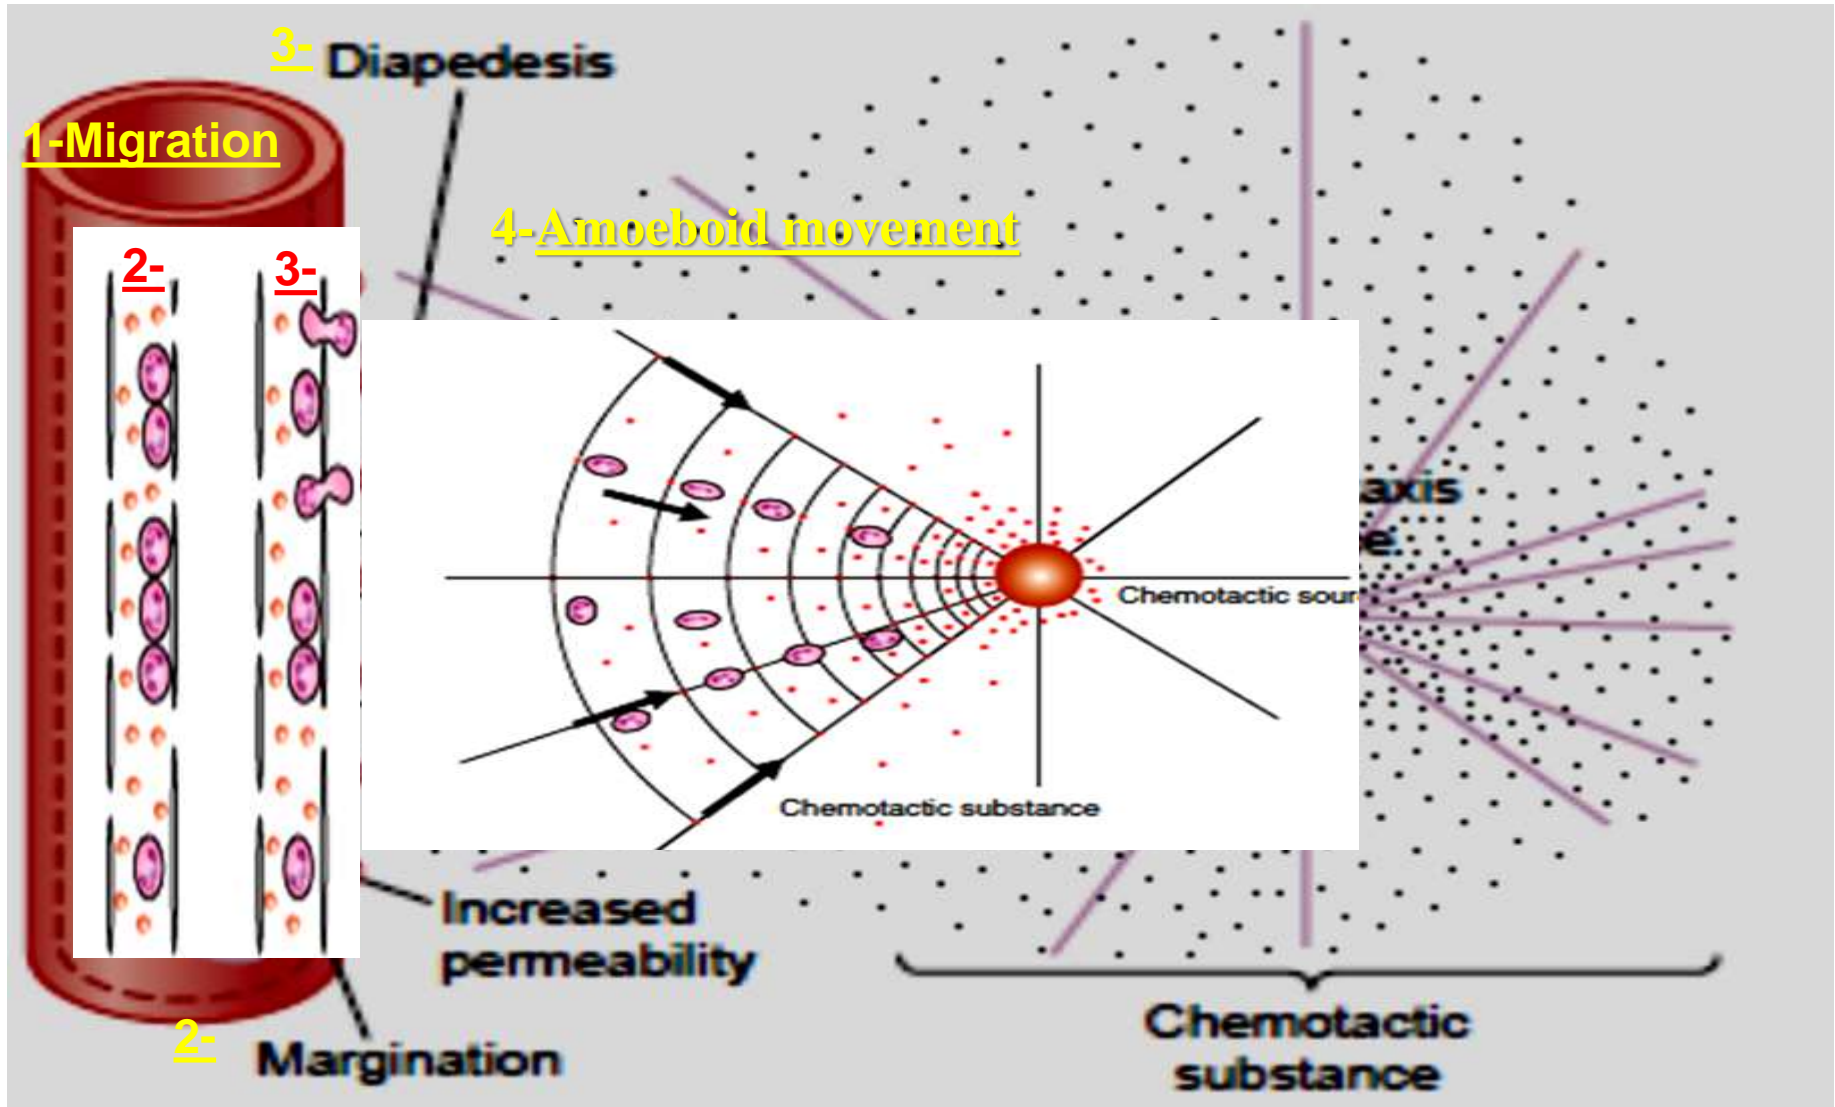 3- Diapedesis
1-Migration
4-Amoeboid movement
2-
3-
axis
e
Chemotactic sour
Chemotactic substance
Increased
permeability
2-
Margination
Chemotactic
substance